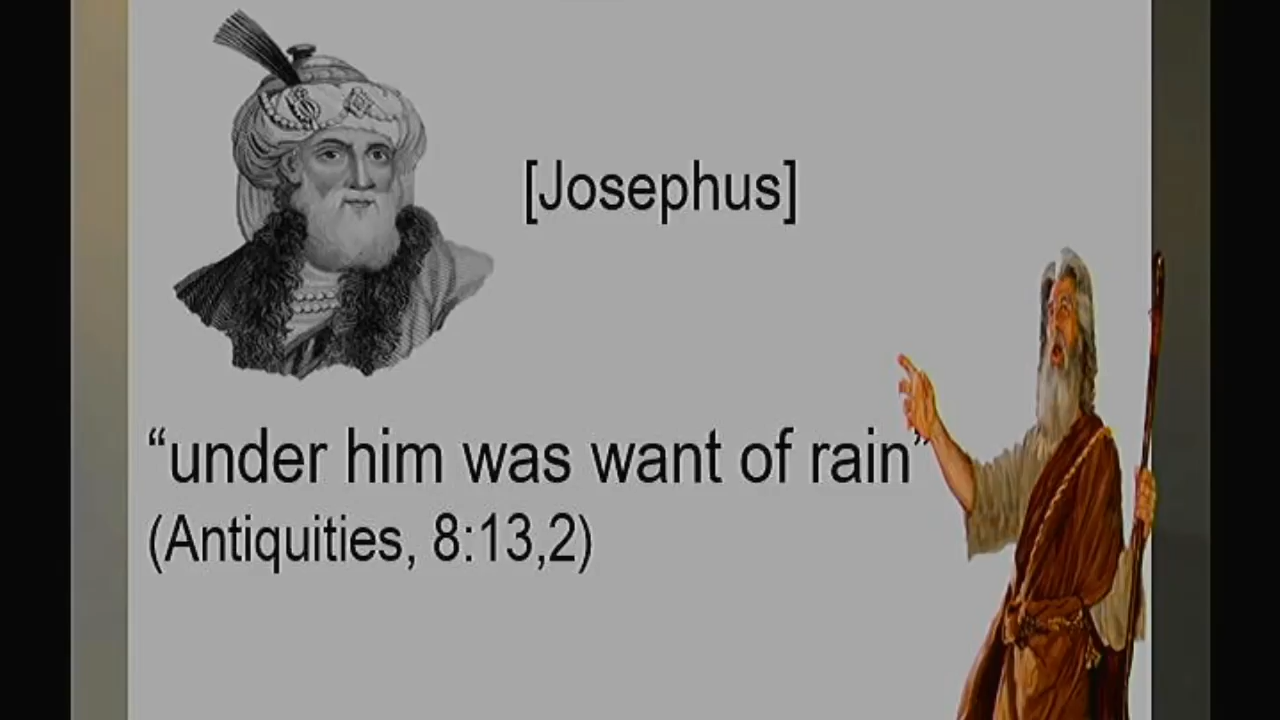 [Josephus]
“under him was want of rain”
(Antiquities, 8:13,2)